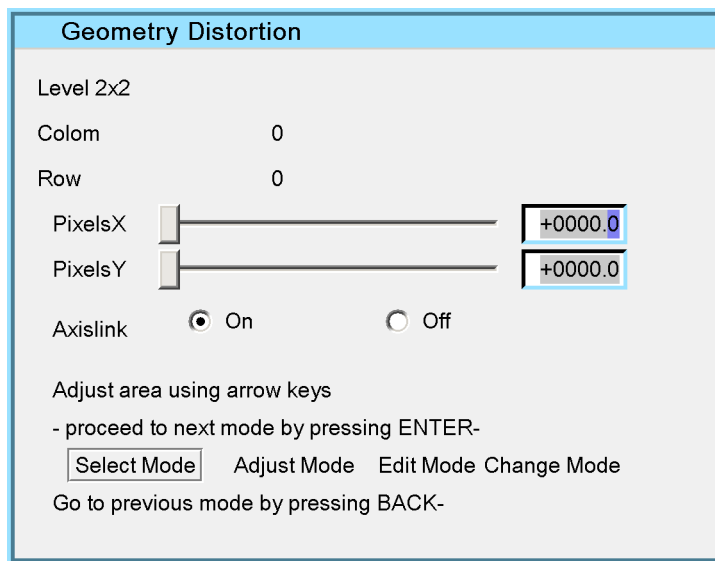 Geometry Distortion
Level 2x2
Colom 0
Row 0
PixelsX +0000.0
PixelsY +0000.0
Axislink On Off
Adjust area using arrow keys
- proceed to next mode by pressing ENTER-
Select Mode Adjust Mode Edit Mode Change Mode
Go to previous mode by pressing BACK-